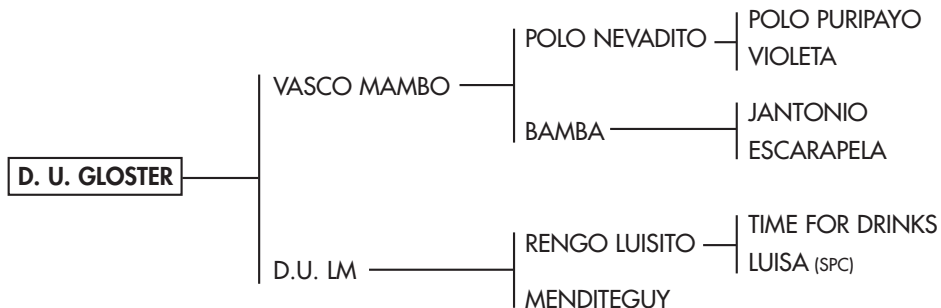 POLO PURIPAYO
POLO NEVADITO
VIOLETA
VASCO MAMBO
JANTONIO
BAMBA
ESCARAPELA
D. U. GLOSTER
TIME FOR DRINKS
RENGO LUISITO
LUISA (SPC)
D.U. LM
MENDITEGUY